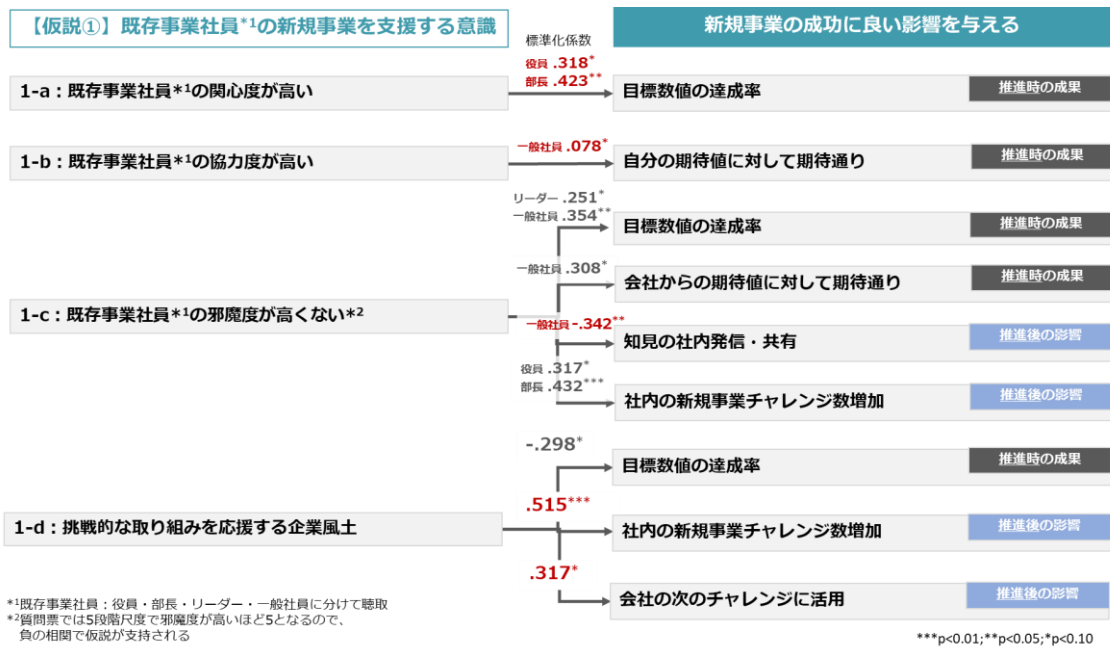 【仮説①】既存事業社員*1の新規事業を支援する意識
標準化係数
新規事業の成功に良い影響を与える
役員 .318*
部長 .423**
1-a：既存事業社員*1の関心度が高い
目標数値の達成率
推進時の成果
一般社員 .078*
1-b：既存事業社員*1の協力度が高い
自分の期待値に対して期待通り
推進時の成果
リーダー .251*
一般社員 .354**
目標数値の達成率
推進時の成果
一般社員 .308*
会社からの期待値に対して期待通り
推進時の成果
1-c：既存事業社員*1の邪魔度が高くない*2
一般社員 -.342**
知見の社内発信・共有
推進後の影響
役員 .317*
部長 .432***
社内の新規事業チャレンジ数増加
推進後の影響
-.298*
目標数値の達成率
推進時の成果
.515***
1-d：挑戦的な取り組みを応援する企業風土
社内の新規事業チャレンジ数増加
推進後の影響
.317*
会社の次のチャレンジに活用
推進後の影響
*1既存事業社員：役員・部長・リーダー・一般社員に分けて聴取
*2質問票では5段階尺度で邪魔度が高いほど5となるので、
負の相関で仮説が支持される
***p<0.01;**p<0.05;*p<0.10